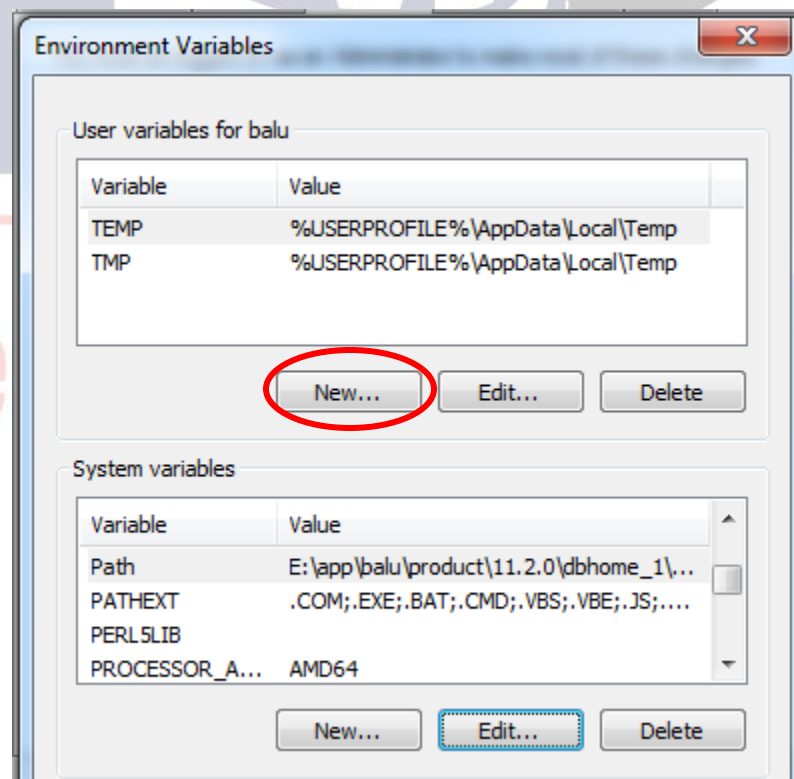 Environment Variables
User variables for balu
Variable Value
TEMP %USERPROFILE%\AppData\Local\Temp
TMP %USERPROFILE%\AppData\Local\Temp
New... Edit... Delete
System variables
Variable Value
Path E:\app\balu\product\11.2.0\dbhome_1\...
PATHEXT .COM;.EXE;.BAT;.CMD;.VBS;.VBE;.JS;....
PERL5LIB
PROCESSOR_A... AMD64
New... Edit... Delete